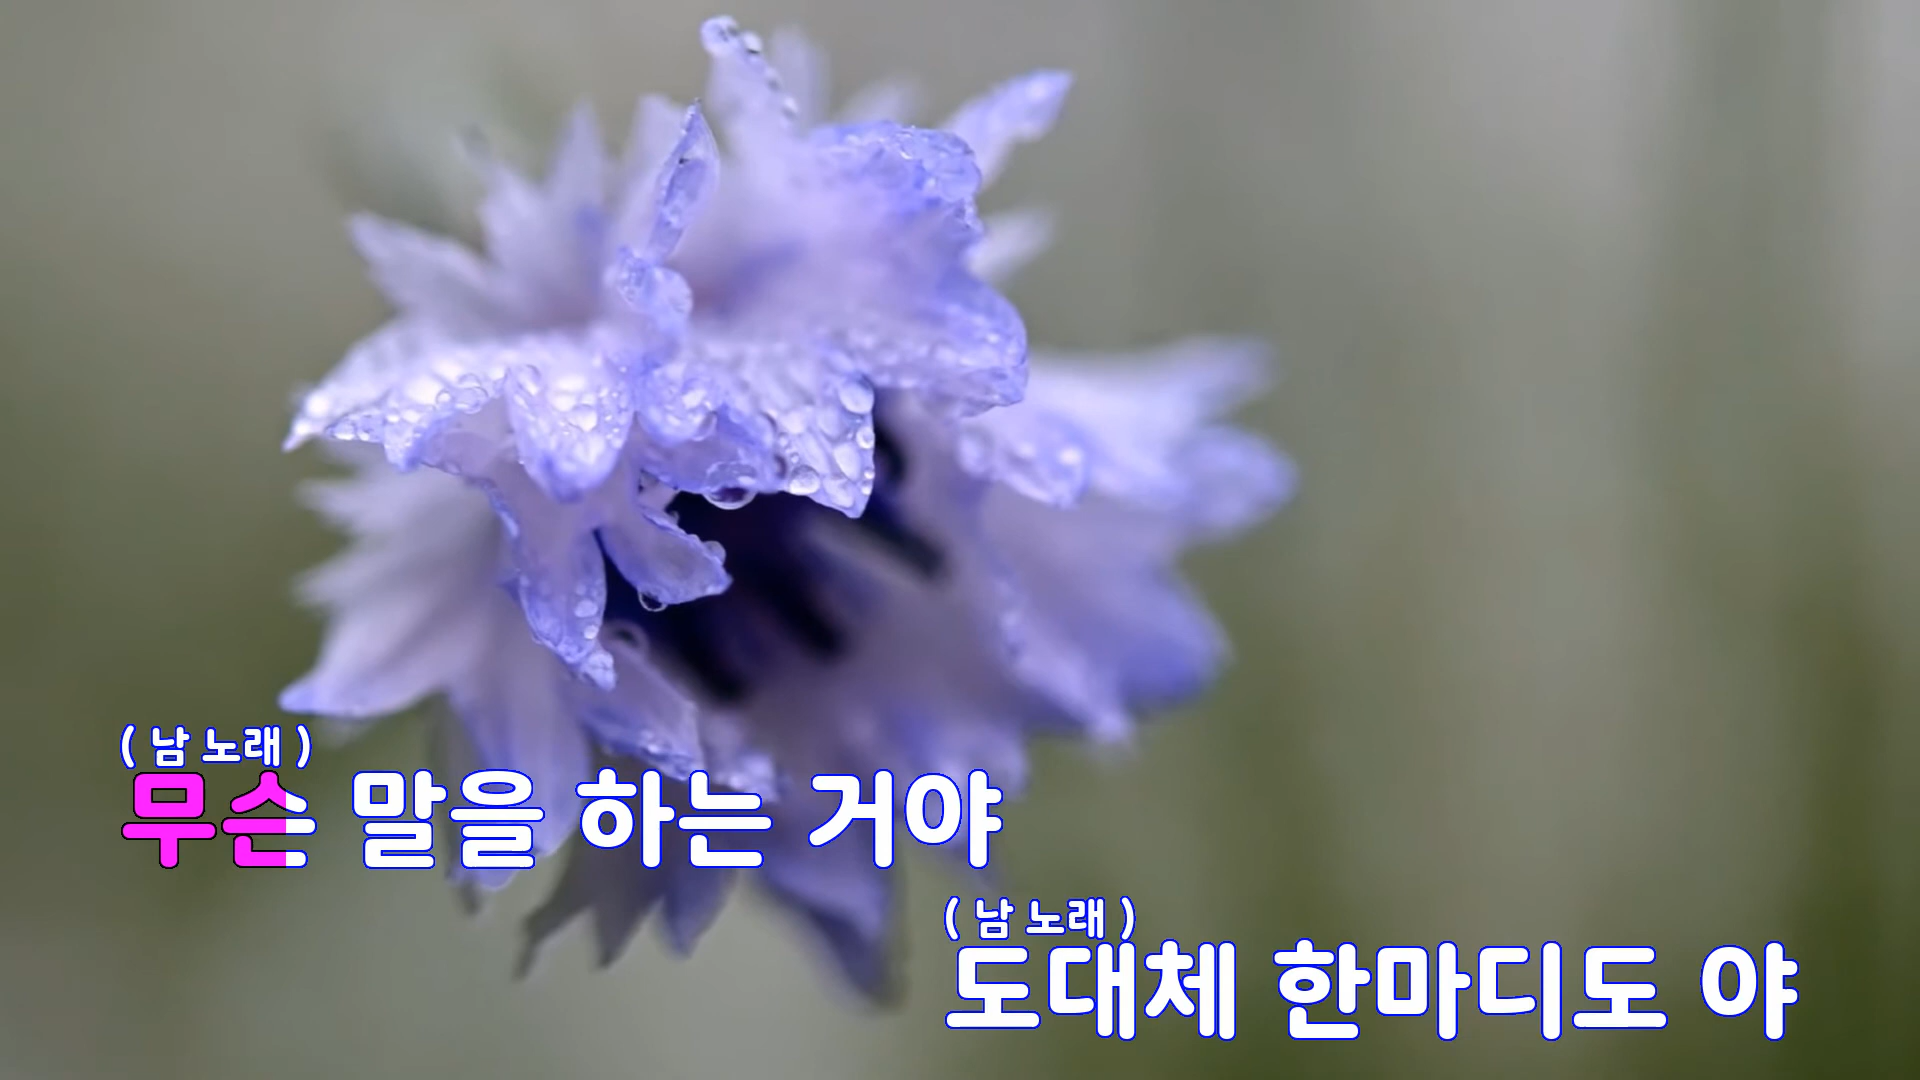 ( 남 노래 )
무슨 말을 하는 거야
( 남 노래 )
도대체 한마디도 야